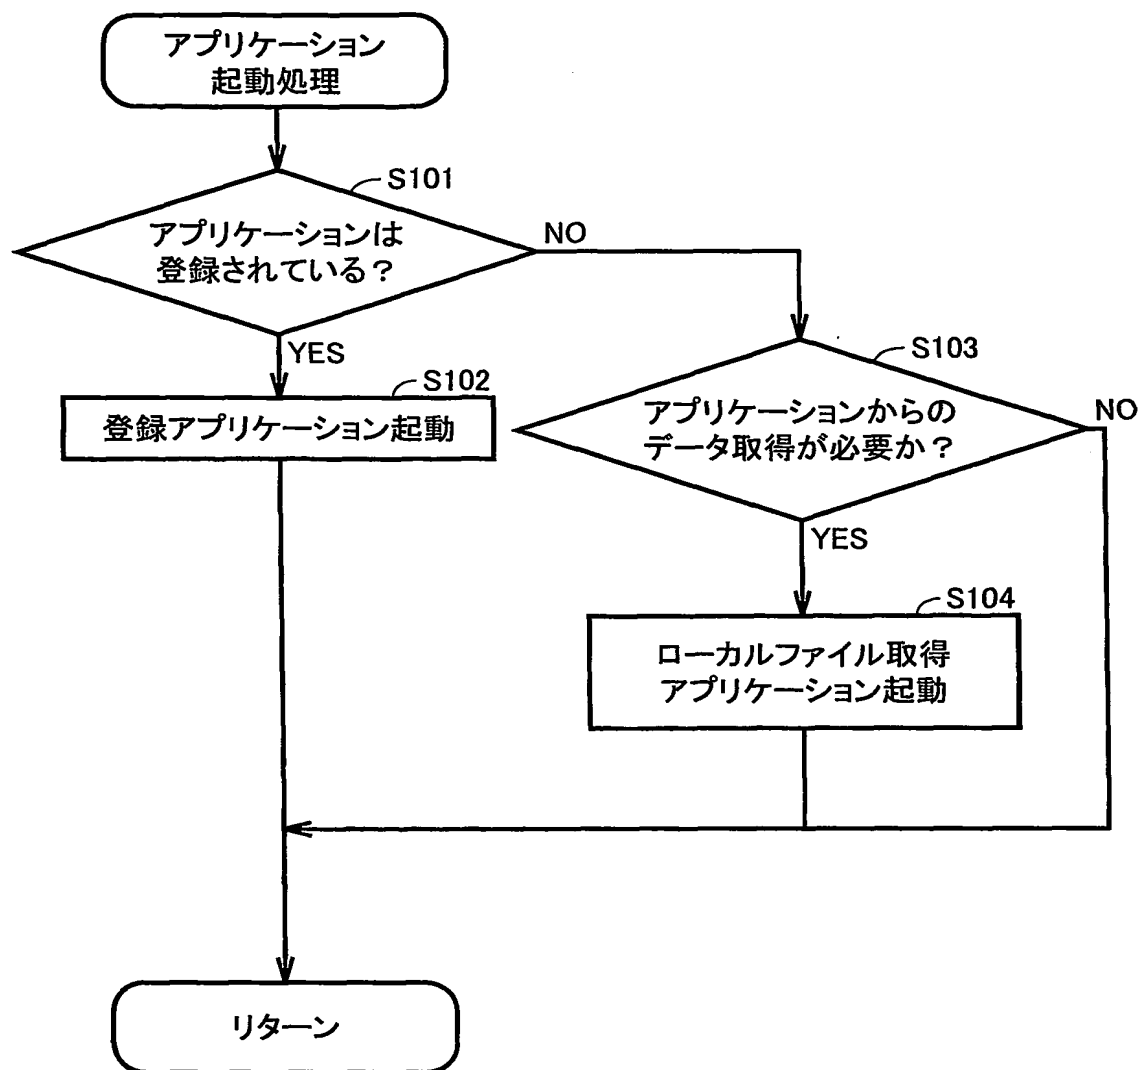 アプリケーション
起動処理
S101
アプリケーションは
登録されている？
NO
YES
S102
登録アプリケーション起動
S103
アプリケーションからの
データ取得が必要か？
NO
YES
S104
ローカルファイル取得
アプリケーション起動
リターン